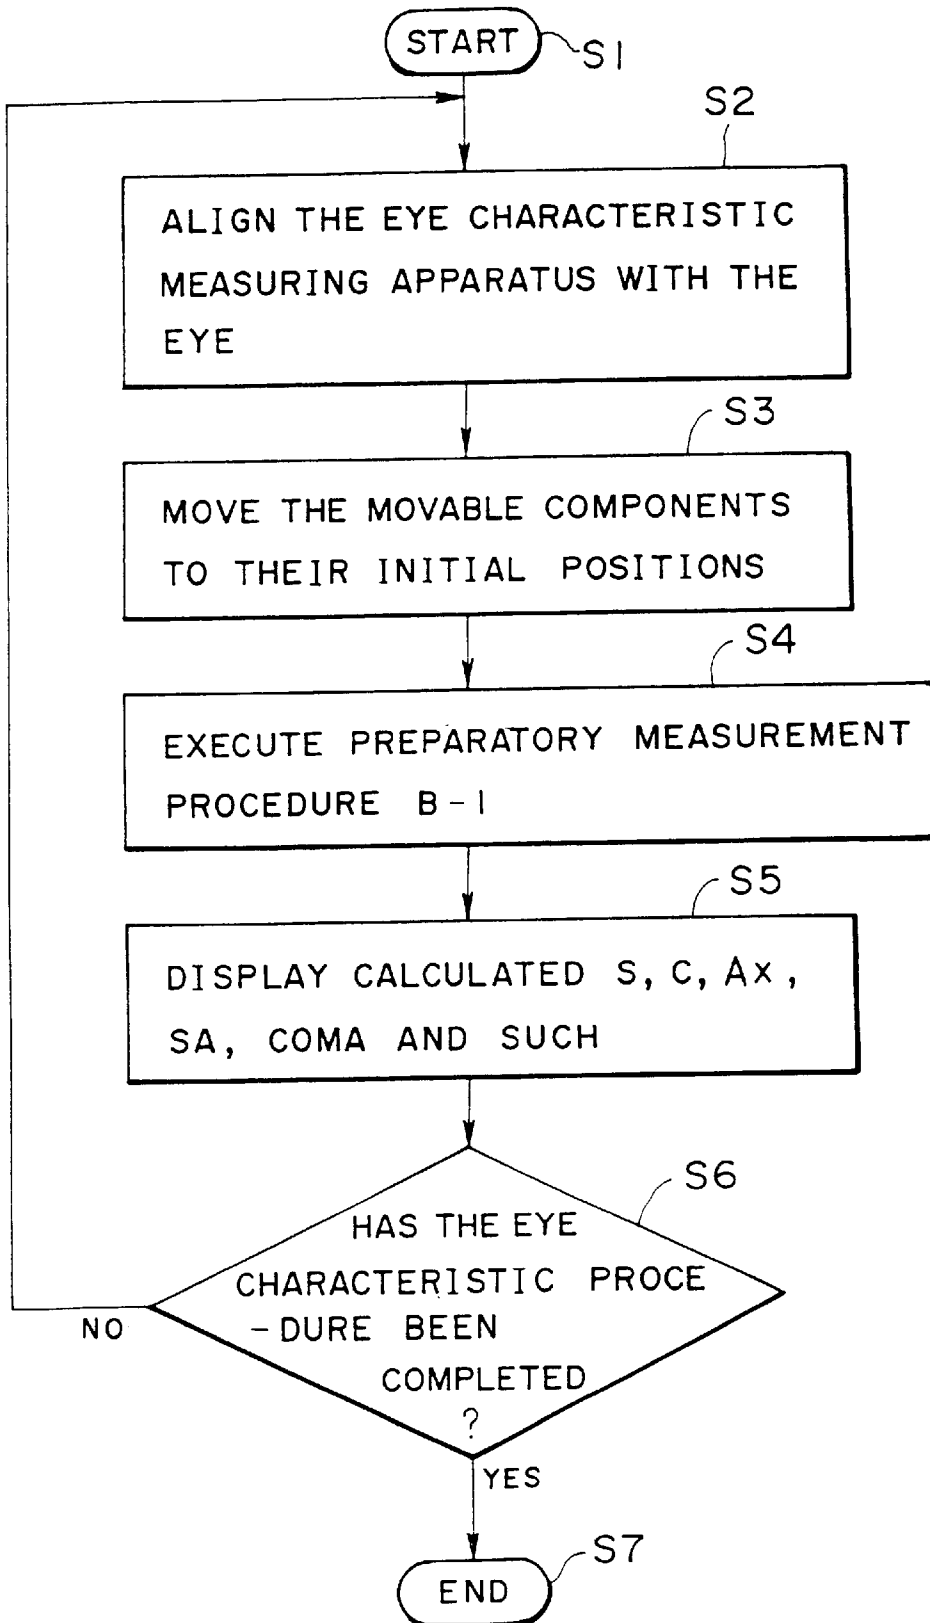 START
S1
S2
ALIGN THE EYE CHARACTERISTIC
MEASURING APPARATUS WITH THE
EYE
S3
MOVE THE MOVABLE COMPONENTS
TO THEIR INITIAL POSITIONS
S4
EXECUTE PREPARATORY MEASUREMENT
PROCEDURE B-1
S5
DISPLAY CALCULATED S, C, Ax,
SA, COMA AND SUCH
S6
HAS THE EYE
CHARACTERISTIC PROCE
-DURE BEEN
COMPLETED
?
NO
YES
S7
END